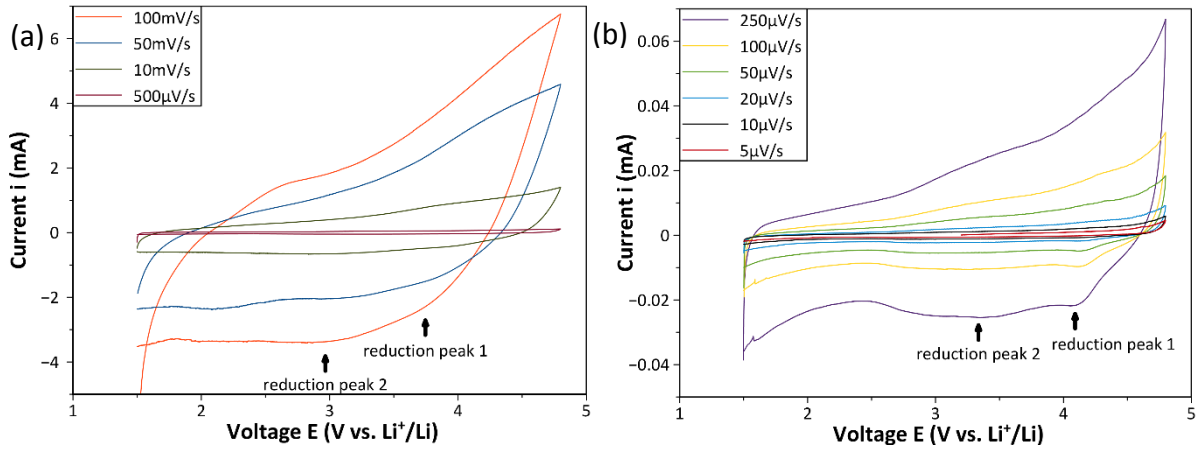 (a)
100mV/s
50mV/s
10mV/s
500µV/s
6
4
2
0
−2
−4
Current i (mA)
reduction peak 1
reduction peak 2
1
2
3
4
5
Voltage E (V vs. Li⁺/Li)
(b)
250µV/s
100µV/s
50µV/s
20µV/s
10µV/s
5µV/s
0.06
0.04
0.02
0
−0.02
−0.04
Current i (mA)
reduction peak 1
reduction peak 2
1
2
3
4
5
Voltage E (V vs. Li⁺/Li)